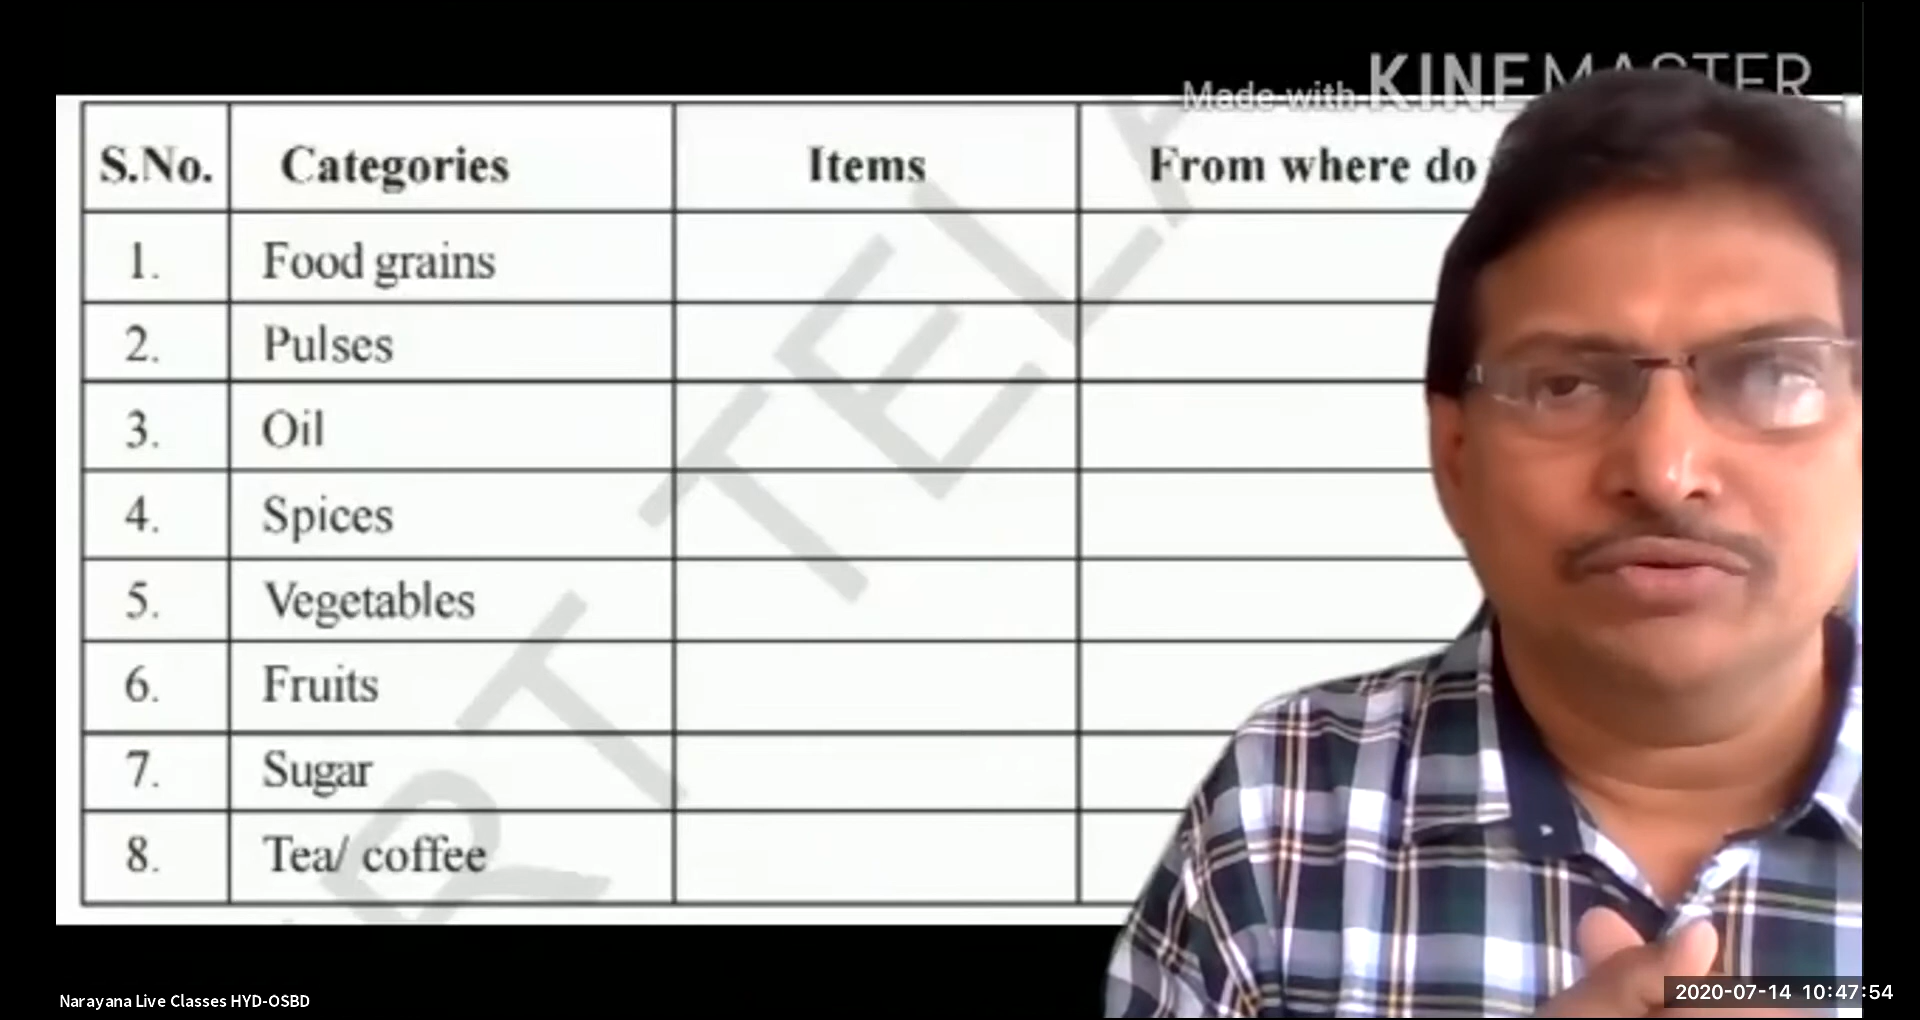 Made with KINEMASTER
S.No. Categories Items From where do
1. Food grains
2. Pulses
3. Oil
4. Spices
5. Vegetables
6. Fruits
7. Sugar
8. Tea/ coffee
RT TELA
Narayana Live Classes HYD-OSBD
2020-07-14 10:47:54